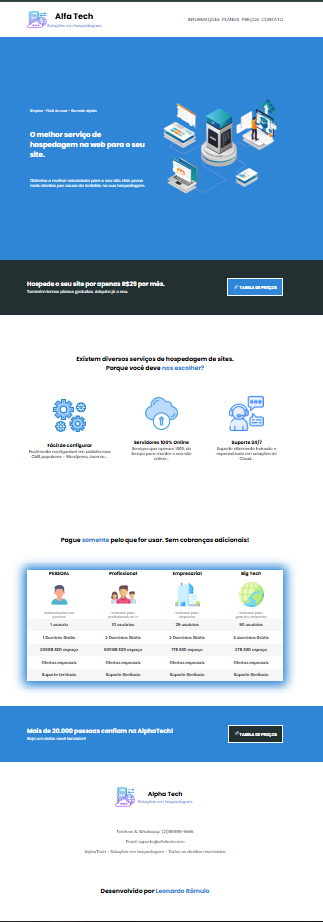 Alfa Tech
Soluções em hospedagem
INFORMAÇÕES PLANOS PREÇOS CONTATO
Simples - Fácil de usar - Mais rápido
O melhor serviço de
hospedagem na web para o seu
site.
Obtenha a melhor velocidade para o seu site. Não perca
mais clientes por causa de lentidão na sua hospedagem.
Hospede o seu site por apenas R$29 por mês.
Também temos planos gratuitos. Adquira já o seu.
TABELA DE PREÇOS
Existem diversos serviços de hospedagem de sites.
Porque você deve nos escolher?
Fácil de configurar
Facilmente configurável em plataformas
CMS populares - Wordpress, Joomla...
Servidores 100% Online
Serviços que operam 100% do
tempo para manter o seu site
online...
Suporte 24/7
Suporte altamente treinado e
especializado em soluções de
Cloud...
Pague somente pelo que for usar. Sem cobranças adicionais!
PESSOAL Profissional Empresarial Big Tech
Indicado para uso
pessoal
Indicado para
profissionais de ti
Indicado para
empresas
Indicado para
grandes empresas
1 usuario 10 usuários 25 usuários 50 usuários
1 Domínio Grátis 2 Domínios Grátis 2 Domínios Grátis 5 domínios Grátis
200GB SSD espaço 500GB SSD espaço 1TB SSD espaço 2TB SSD espaço
Ofertas especiais Ofertas especiais Ofertas especiais Ofertas especiais
Suporte Ilimitado Suporte Ilimitado Suporte Ilimitado Suporte Ilimitado
Mais de 20.000 pessoas confiam na AlphaTech!
Seja um deles você também!
TABELA DE PREÇOS
Alpha Tech
Soluções em hospedagem
Telefone & Whatsapp:
Email: suporte@alfatech.com
AlphaTech - Soluções em hospedagem - Todos os direitos reservados
Desenvolvido por Leonardo Rômulo